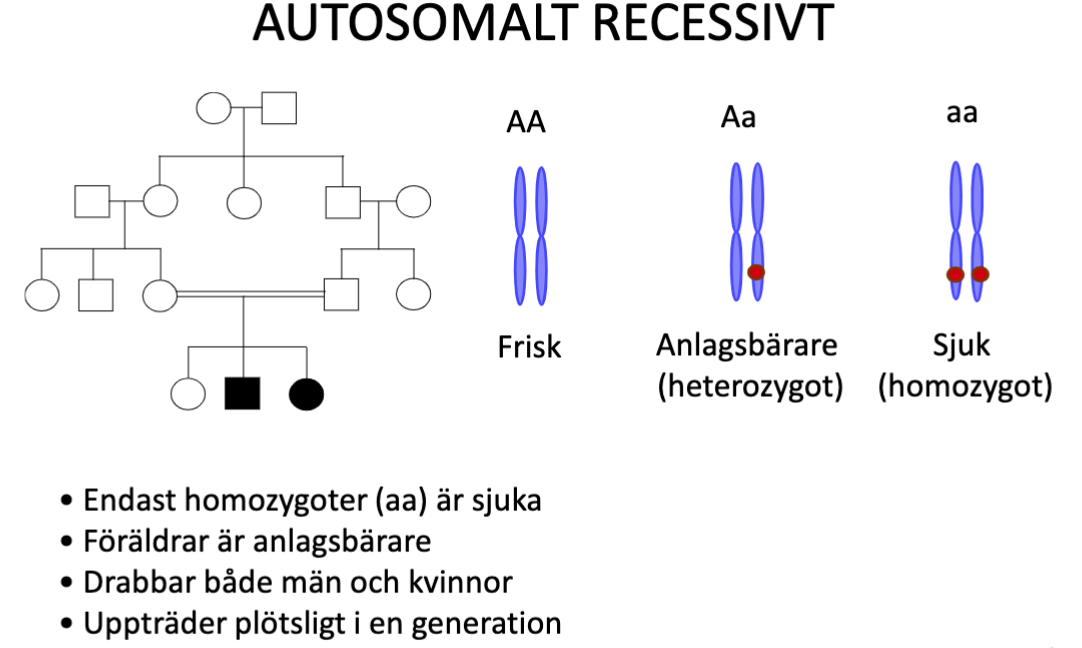 AUTOSOMALT RECESSIVT
AA
Aa
aa
Frisk
Anlagsbärare
(heterozygot)
Sjuk
(homozygot)
• Endast homozygoter (aa) är sjuka
• Föräldrar är anlagsbärare
• Drabbar både män och kvinnor
• Uppträder plötsligt i en generation